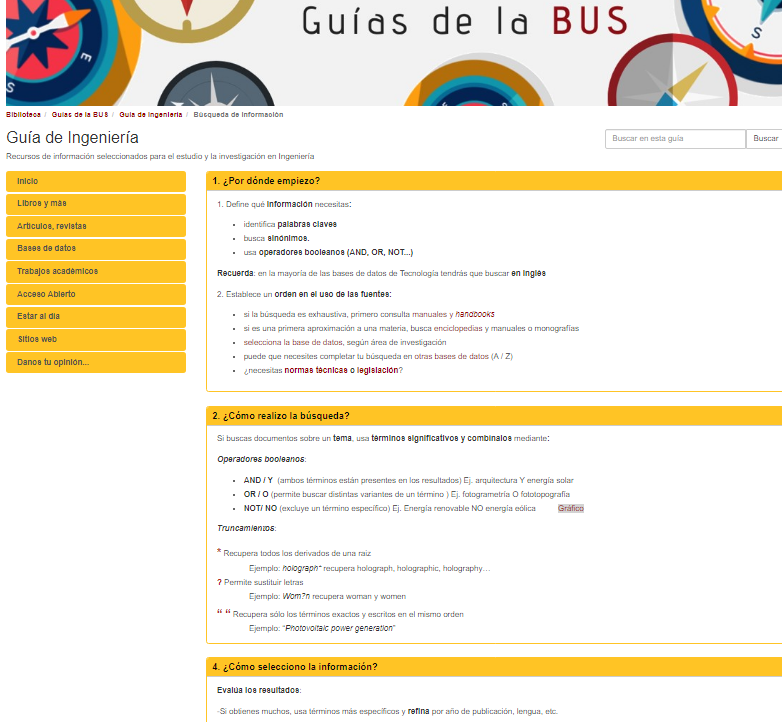 Guías de la BUS
Biblioteca / Guías de la BUS / Guía de Ingeniería / Búsqueda de información
Guía de Ingeniería
Buscar en esta guía
Buscar
Recursos de información seleccionados para el estudio y la investigación en Ingeniería
Inicio
Libros y más
Artículos, revistas
Bases de datos
Trabajos académicos
Acceso Abierto
Estar al día
Sitios web
Danos tu opinión...
1. ¿Por dónde empiezo?
1. Define qué información necesitas:
• identifica palabras claves
• busca sinónimos.
• usa operadores booleanos (AND, OR, NOT...)
Recuerda: en la mayoría de las bases de datos de Tecnología tendrás que buscar en inglés
2. Establece un orden en el uso de las fuentes:
• si la búsqueda es exhaustiva, primero consulta manuales y handbooks
• si es una primera aproximación a una materia, busca enciclopedias y manuales o monografías
• selecciona la base de datos, según área de investigación
• puede que necesites completar tu búsqueda en otras bases de datos (A / Z)
• ¿necesitas normas técnicas o legislación?
2. ¿Cómo realizo la búsqueda?
Si buscas documentos sobre un tema, usa términos significativos y combínalos mediante:
Operadores booleanos:
• AND / Y (ambos términos están presentes en los resultados) Ej. arquitectura Y energía solar
• OR / O (permite buscar distintas variantes de un término ) Ej. fotogrametría O fototopografía
• NOT/ NO (excluye un término específico) Ej. Energía renovable NO energía eólica Gráfico
Truncamientos:
* Recupera todos los derivados de una raíz
Ejemplo: holograph* recupera holograph, holographic, holography…
? Permite sustituir letras
Ejemplo: Wom?n recupera woman y women
“ “ Recupera sólo los términos exactos y escritos en el mismo orden
Ejemplo: "Photovoltaic power generation"
4. ¿Cómo selecciono la información?
Evalúa los resultados:
-Si obtienes muchos, usa términos más específicos y refina por año de publicación, lengua, etc.